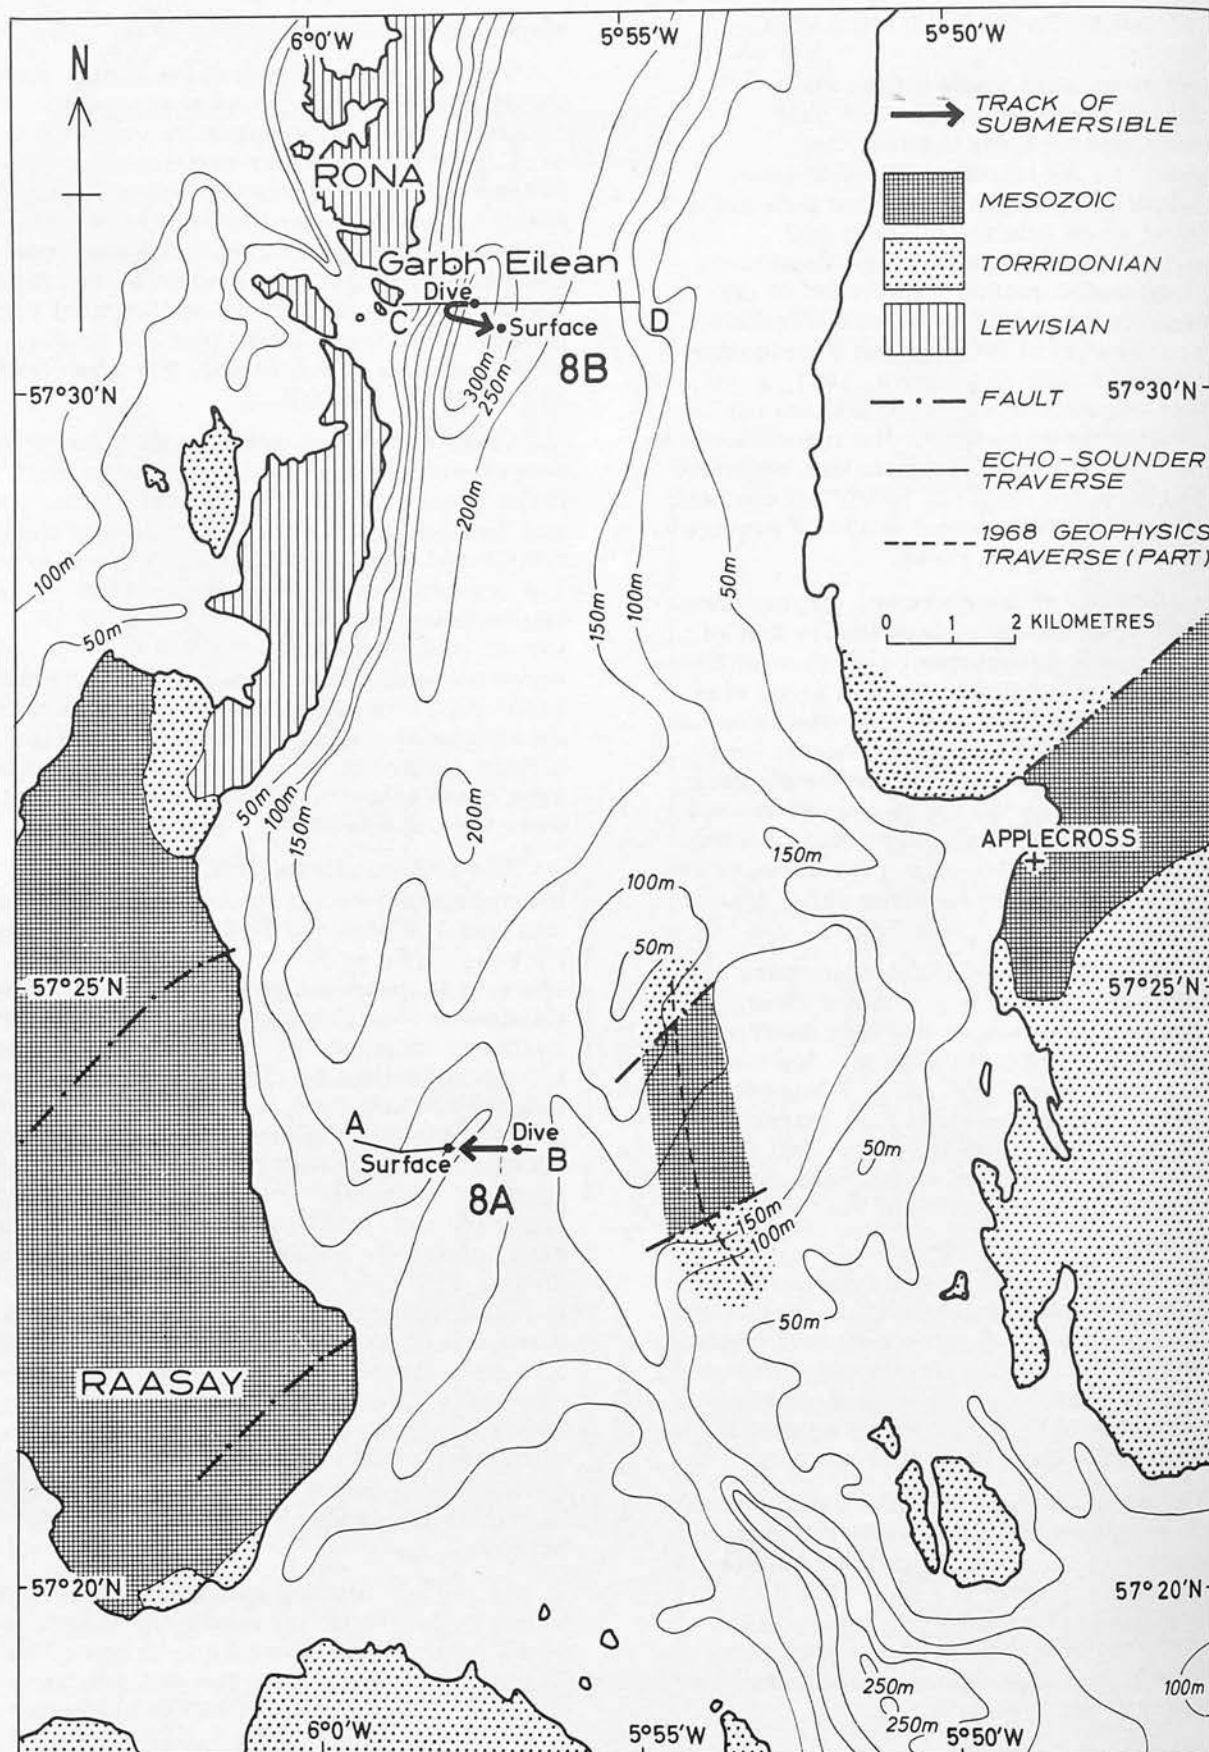 6°0'W
5°55'W
5°50'W
N
TRACK OF
SUBMERSIBLE
RONA
MESOZOIC
Garbh Eilean
TORRIDONIAN
Dive
C
D
Surface
LEWISIAN
8B
300m
250m
57°30'N
57°30'N
FAULT
ECHO-SOUNDER
TRAVERSE
200m
1968 GEOPHYSICS
TRAVERSE (PART)
100m
150m
100m
50m
50m
0 1 2 KILOMETRES
50m
100m
150m
200m
150m
APPLECROSS
100m
50m
57°25'N
57°25'N
A
Dive
Surface
B
50m
8A
150m
100m
50m
RAASAY
57°20'N
57°20'N
250m
100m
250m
6°0'W
5°55'W
5°50'W